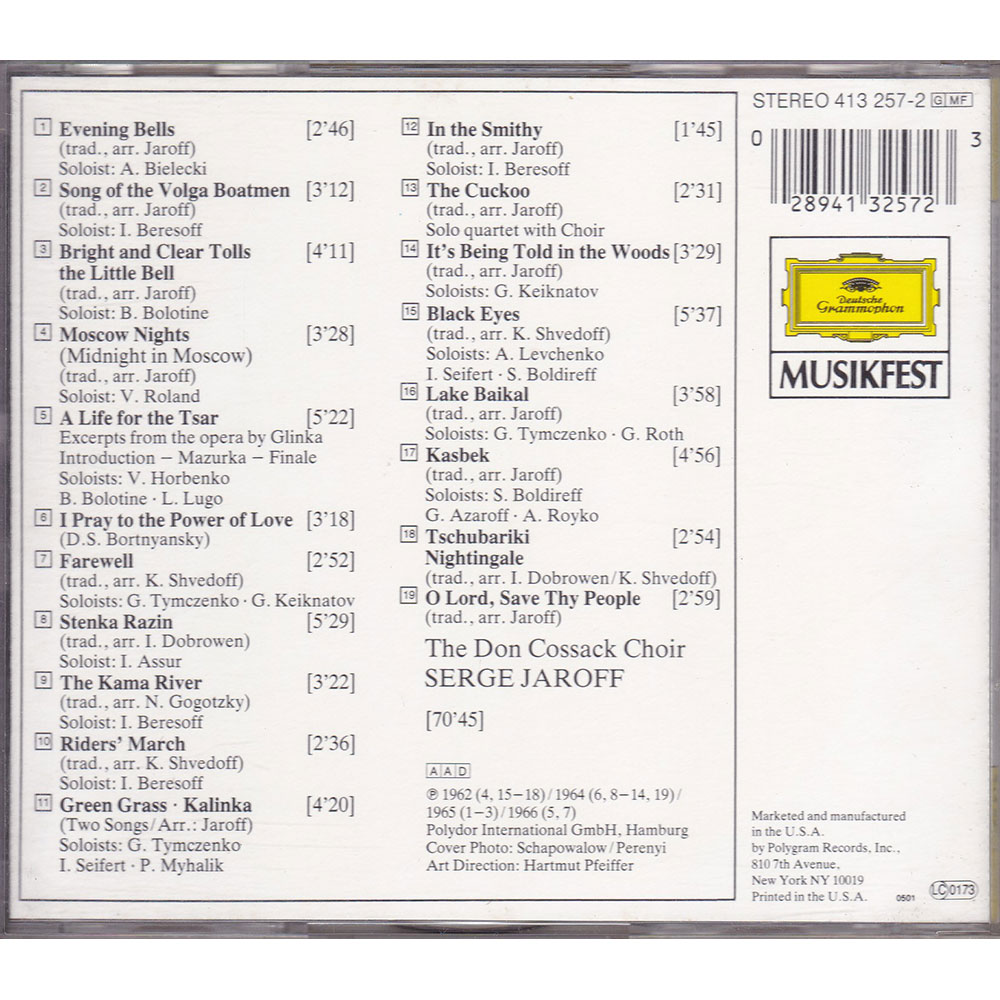 1 Evening Bells [2'46]
(trad., arr. Jaroff)
Soloist: A. Bielecki
2 Song of the Volga Boatmen [3'12]
(trad., arr. Jaroff)
Soloist: I. Beresoff
3 Bright and Clear Tolls [4'11]
the Little Bell
(trad., arr. Jaroff)
Soloist: B. Bolotine
4 Moscow Nights [3'28]
(Midnight in Moscow)
(trad., arr. Jaroff)
Soloist: V. Roland
5 A Life for the Tsar [5'22]
Excerpts from the opera by Glinka
Introduction – Mazurka – Finale
Soloists: V. Horbenko
B. Bolotine · L. Lugo
6 I Pray to the Power of Love [3'18]
(D.S. Bortnyansky)
7 Farewell [2'52]
(trad., arr. K. Shvedoff)
Soloists: G. Tymczenko · G. Keiknatov
8 Stenka Razin [5'29]
(trad., arr. I. Dobrowen)
Soloist: I. Assur
9 The Kama River [3'22]
(trad., arr. N. Gogotzky)
Soloist: I. Beresoff
10 Riders' March [2'36]
(trad., arr. K. Shvedoff)
Soloist: I. Beresoff
11 Green Grass · Kalinka [4'20]
(Two Songs/Arr.: Jaroff)
Soloists: G. Tymczenko
I. Seifert · P. Myhalik
12 In the Smithy [1'45]
(trad., arr. Jaroff)
Soloist: I. Beresoff
13 The Cuckoo [2'31]
(trad., arr. Jaroff)
Solo quartet with Choir
14 It's Being Told in the Woods [3'29]
(trad., arr. Jaroff)
Soloists: G. Keiknatov
15 Black Eyes [5'37]
(trad., arr. K. Shvedoff)
Soloists: A. Levchenko
I. Seifert · S. Boldireff
16 Lake Baikal [3'58]
(trad., arr. Jaroff)
Soloists: G. Tymczenko · G. Roth
17 Kasbek [4'56]
(trad., arr. Jaroff)
Soloists: S. Boldireff
G. Azaroff · A. Royko
18 Tschubariki [2'54]
Nightingale
(trad., arr. I. Dobrowen/K. Shvedoff)
19 O Lord, Save Thy People [2'59]
(trad., arr. Jaroff)
The Don Cossack Choir
SERGE JAROFF
[70'45]
AAD
℗ 1962 (4, 15–18)/1964 (6, 8–14, 19)/
1965 (1–3)/1966 (5, 7)
Polydor International GmbH, Hamburg
Cover Photo: Schapowalow/Perenyi
Art Direction: Hartmut Pfeiffer
STEREO 413 257-2 G MF
0 28941 32572 3
Deutsche
Grammophon
MUSIKFEST
Marketed and manufactured
in the U.S.A.
by Polygram Records, Inc.,
810 7th Avenue,
New York NY 10019
Printed in the U.S.A. 0501 LC 0173